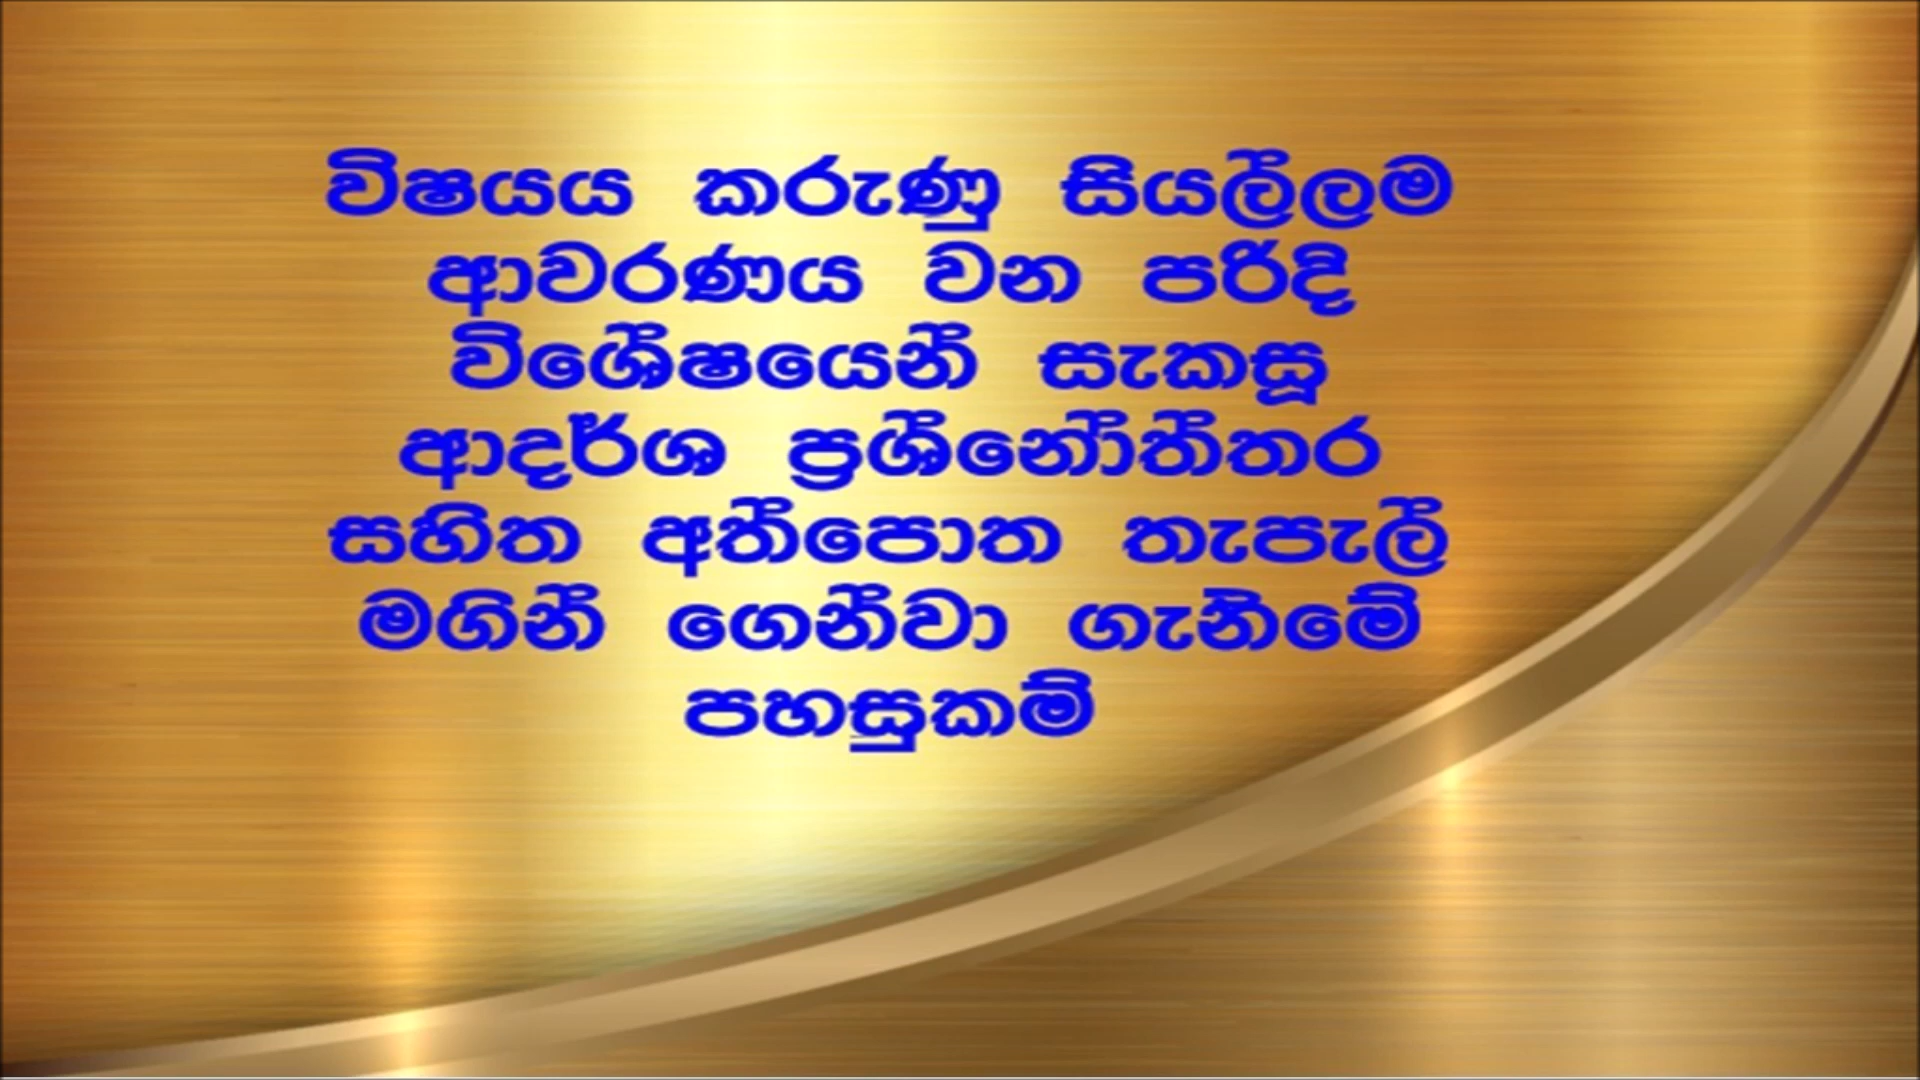 විෂයය කරුණු සියල්ලම
ආවරණය වන පරිදි
විශේෂයෙන් සැකසූ
ආදර්ශ ප්‍රශ්නෝත්තර
සහිත අත්පොත තැපැල්
මගින් ගෙන්වා ගැනිමේ
පහසුකම්